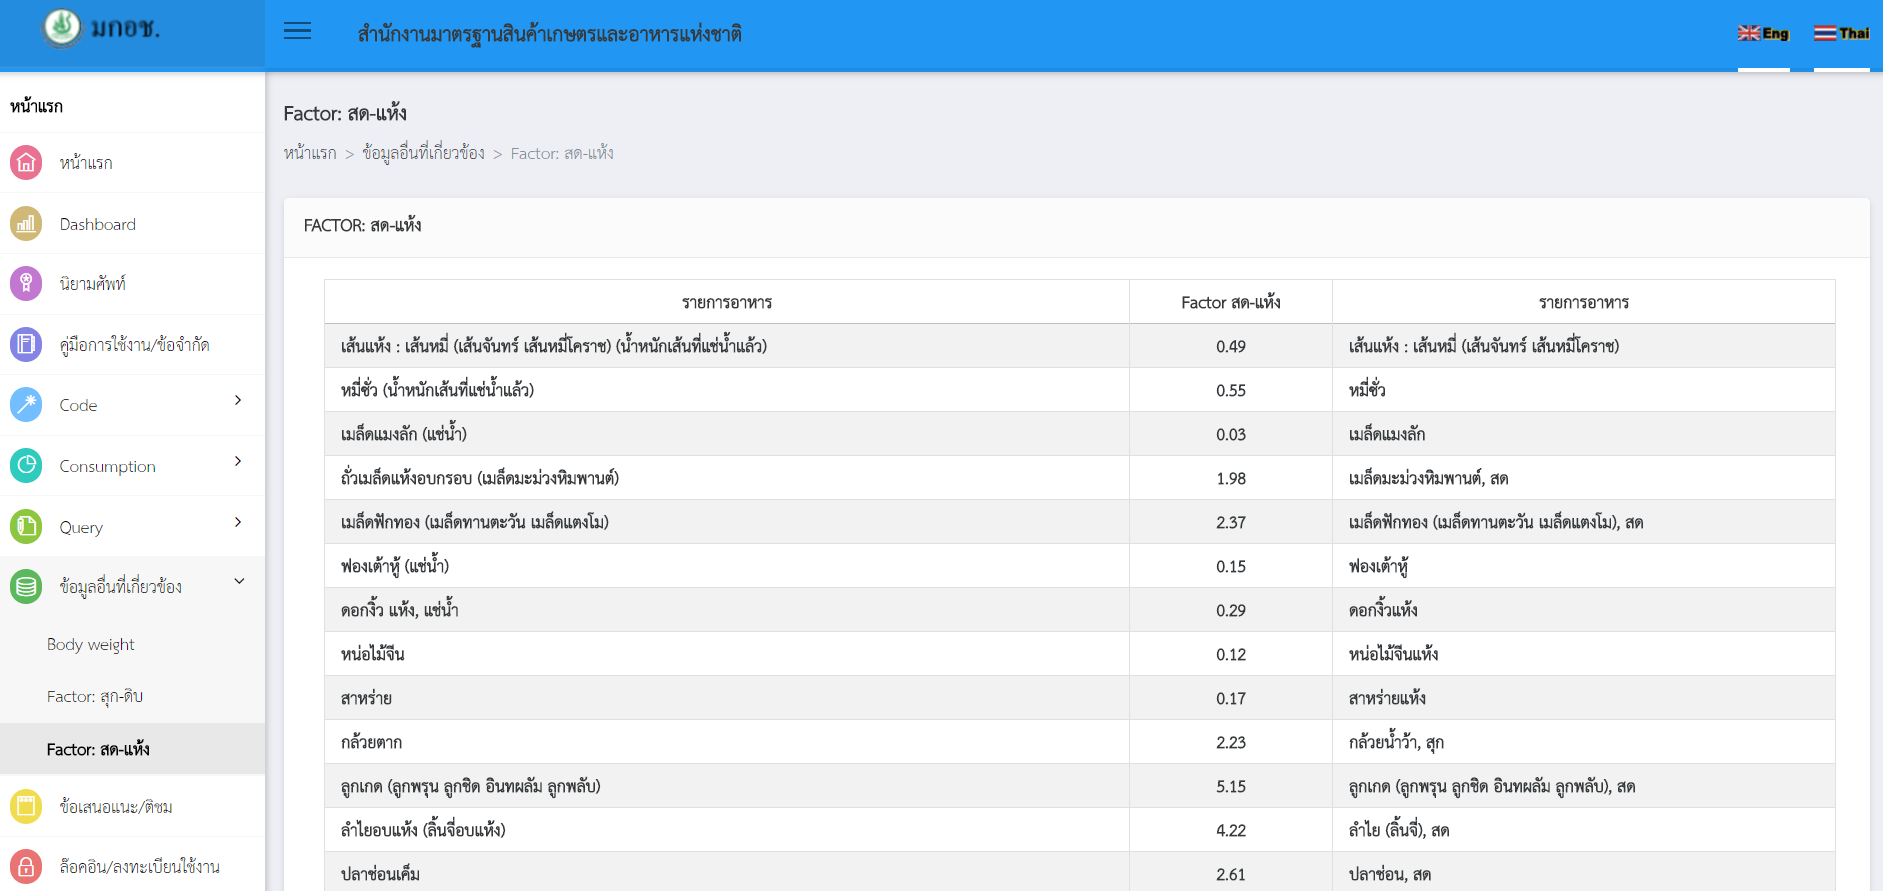 มกอช.
สำนักงานมาตรฐานสินค้าเกษตรและอาหารแห่งชาติ
Eng
Thai
หน้าแรก
หน้าแรก
Dashboard
นิยามศัพท์
คู่มือการใช้งาน/ข้อจำกัด
Code
Consumption
Query
ข้อมูลอื่นที่เกี่ยวข้อง
Body weight
Factor: สุก-ดิบ
Factor: สด-แห้ง
ข้อเสนอแนะ/ติชม
ล๊อคอิน/ลงทะเบียนใช้งาน
Factor: สด-แห้ง
หน้าแรก > ข้อมูลอื่นที่เกี่ยวข้อง > Factor: สด-แห้ง
FACTOR: สด-แห้ง
รายการอาหาร Factor สด-แห้ง รายการอาหาร
เส้นแห้ง : เส้นหมี่ (เส้นจันทร์ เส้นหมี่โคราช) (น้ำหนักเส้นที่แช่น้ำแล้ว) 0.49 เส้นแห้ง : เส้นหมี่ (เส้นจันทร์ เส้นหมี่โคราช)
หมี่ซั่ว (น้ำหนักเส้นที่แช่น้ำแล้ว) 0.55 หมี่ซั่ว
เมล็ดแมงลัก (แช่น้ำ) 0.03 เมล็ดแมงลัก
ถั่วเมล็ดแห้งอบกรอบ (เมล็ดมะม่วงหิมพานต์) 1.98 เมล็ดมะม่วงหิมพานต์, สด
เมล็ดฟักทอง (เมล็ดทานตะวัน เมล็ดแตงโม) 2.37 เมล็ดฟักทอง (เมล็ดทานตะวัน เมล็ดแตงโม), สด
ฟองเต้าหู้ (แช่น้ำ) 0.15 ฟองเต้าหู้
ดอกงิ้ว แห้ง, แช่น้ำ 0.29 ดอกงิ้วแห้ง
หน่อไม้จีน 0.12 หน่อไม้จีนแห้ง
สาหร่าย 0.17 สาหร่ายแห้ง
กล้วยตาก 2.23 กล้วยน้ำว้า, สุก
ลูกเกด (ลูกพรุน ลูกชิด อินทผลัม ลูกพลับ) 5.15 ลูกเกด (ลูกพรุน ลูกชิด อินทผลัม ลูกพลับ), สด
ลำไยอบแห้ง (ลิ้นจี่อบแห้ง) 4.22 ลำไย (ลิ้นจี่), สด
ปลาช่อนเค็ม 2.61 ปลาช่อน, สด